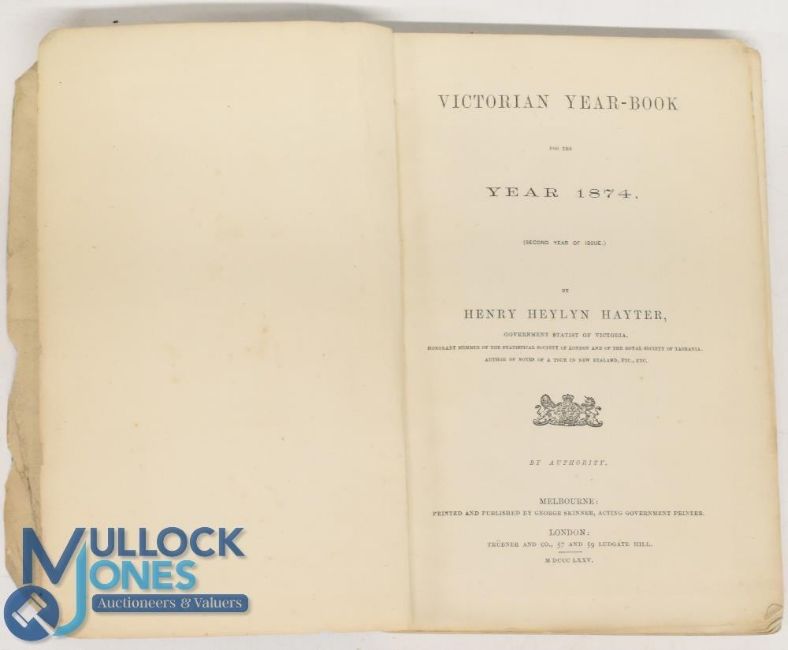 VICTORIAN YEAR-BOOK
FOR THE
YEAR 1874.
(SECOND YEAR OF ISSUE.)
BY
HENRY HEYLYN HAYTER,
GOVERNMENT STATIST OF VICTORIA.
HONORARY MEMBER OF THE STATISTICAL SOCIETY OF LONDON AND OF THE ROYAL SOCIETY OF TASMANIA.
AUTHOR OF NOTES OF A TOUR IN NEW ZEALAND, ETC., ETC.
BY AUTHORITY.
MELBOURNE:
PRINTED AND PUBLISHED BY GEORGE SKINNER, ACTING GOVERNMENT PRINTER.
LONDON:
TRÜBNER AND CO., 57 AND 59 LUDGATE HILL.
M DCCC LXXV.
MULLOCK
JONES
Auctioneers & Valuers